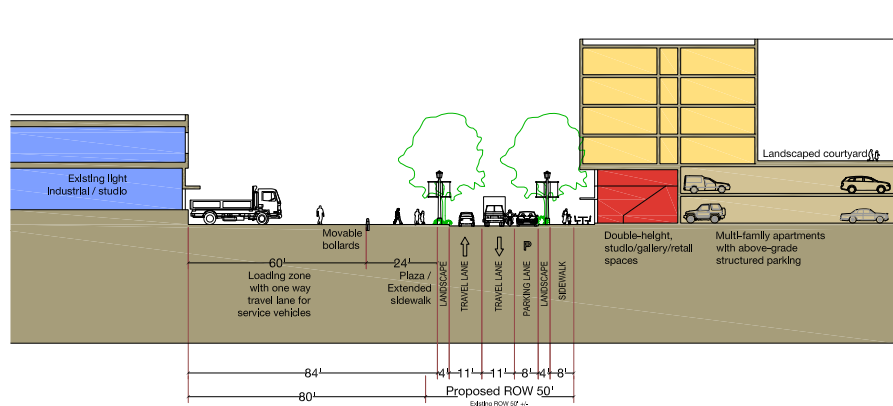 Landscaped courtyard
Existing light
industrial / studio
Movable
bollards
Double-height,
studio/gallery/retail
spaces
Multi-family apartments
with above-grade
structured parking
60'
24'
Loading zone
with one way
travel lane for
service vehicles
Plaza /
Extended
sidewalk
LANDSCAPE
TRAVEL LANE
TRAVEL LANE
P
PARKING LANE
LANDSCAPE
SIDEWALK
84'
4'
11'
11'
8'
4'
8'
80'
Proposed ROW 50'
Existing ROW 50' +/-